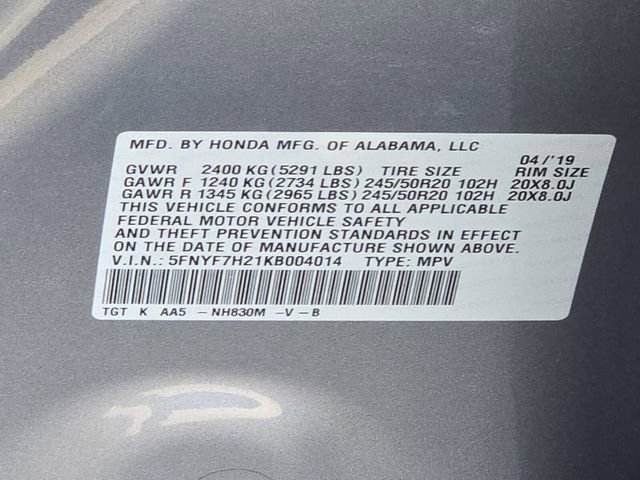 MFD. BY HONDA MFG. OF ALABAMA, LLC
04/'19
GVWR 2400 KG(5291 LBS) TIRE SIZE RIM SIZE
GAWR F 1240 KG(2734 LBS)245/50R20 102H 20X8.0J
GAWR R 1345 KG(2965 LBS)245/50R20 102H 20X8.0J
THIS VEHICLE CONFORMS TO ALL APPLICABLE
FEDERAL MOTOR VEHICLE SAFETY
AND THEFT PREVENTION STANDARDS IN EFFECT
ON THE DATE OF MANUFACTURE SHOWN ABOVE.
V.I.N.: 5FNYF7H21KB004014 TYPE: MPV
TGT K AA5 -NH830M -V-B